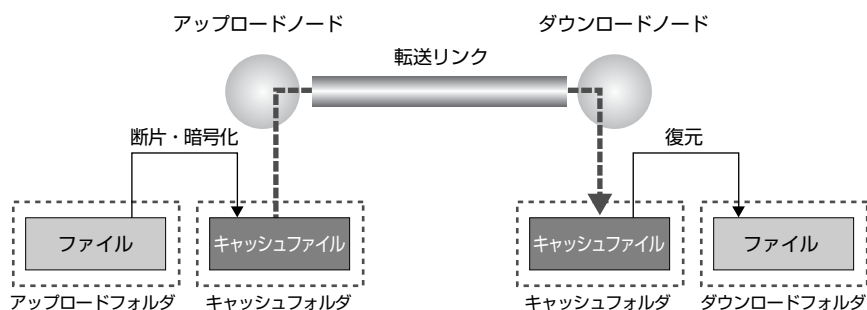 アップロードノード
ダウンロードノード
転送リンク
断片・暗号化
復元
ファイル
キャッシュファイル
キャッシュファイル
ファイル
アップロードフォルダ
キャッシュフォルダ
キャッシュフォルダ
ダウンロードフォルダ